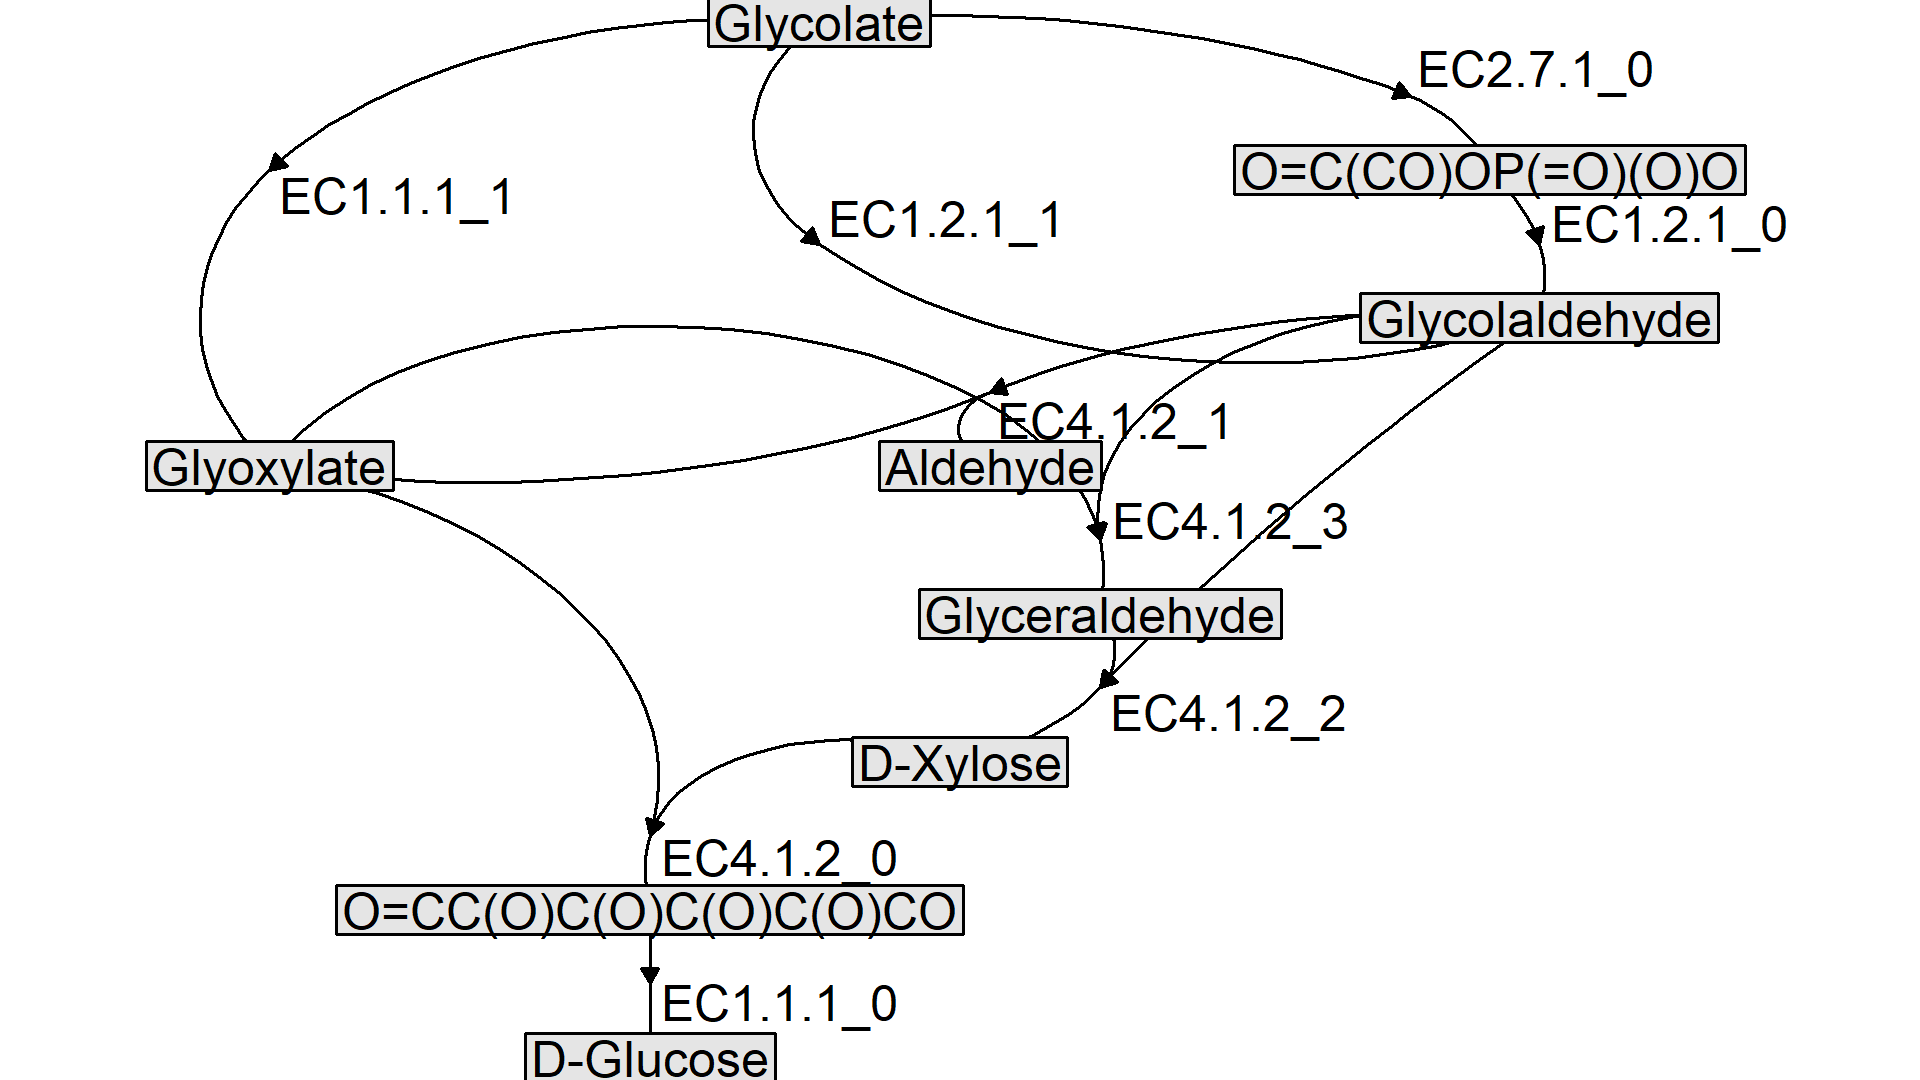 Glycolate
EC2.7.1_0
O=C(CO)OP(=O)(O)O
EC1.1.1_1
EC1.2.1_1
EC1.2.1_0
Glycolaldehyde
EC4.1.2_1
Glyoxylate
Aldehyde
EC4.1.2_3
Glyceraldehyde
EC4.1.2_2
D-Xylose
EC4.1.2_0
O=CC(O)C(O)C(O)C(O)CO
EC1.1.1_0
D-Glucose